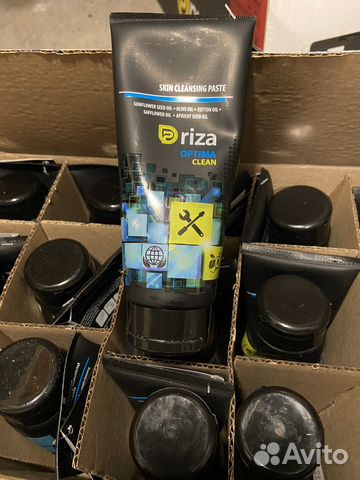 SKIN CLEANSING PASTE
SUNFLOWER SEED OIL • OLIVE OIL • COTTON OIL •
SAFFLOWER OIL • APRICOT SEED OIL
riza
OPTIMA
CLEAN
Avito